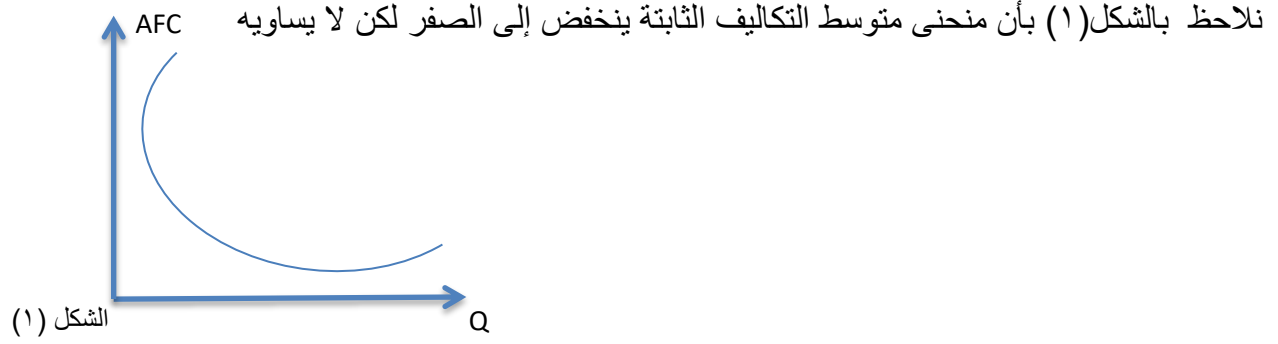 نلاحظ بالشكل(١) بأن منحنى متوسط التكاليف الثابتة ينخفض إلى الصفر لكن لا يساويه
AFC
Q
الشكل (١)